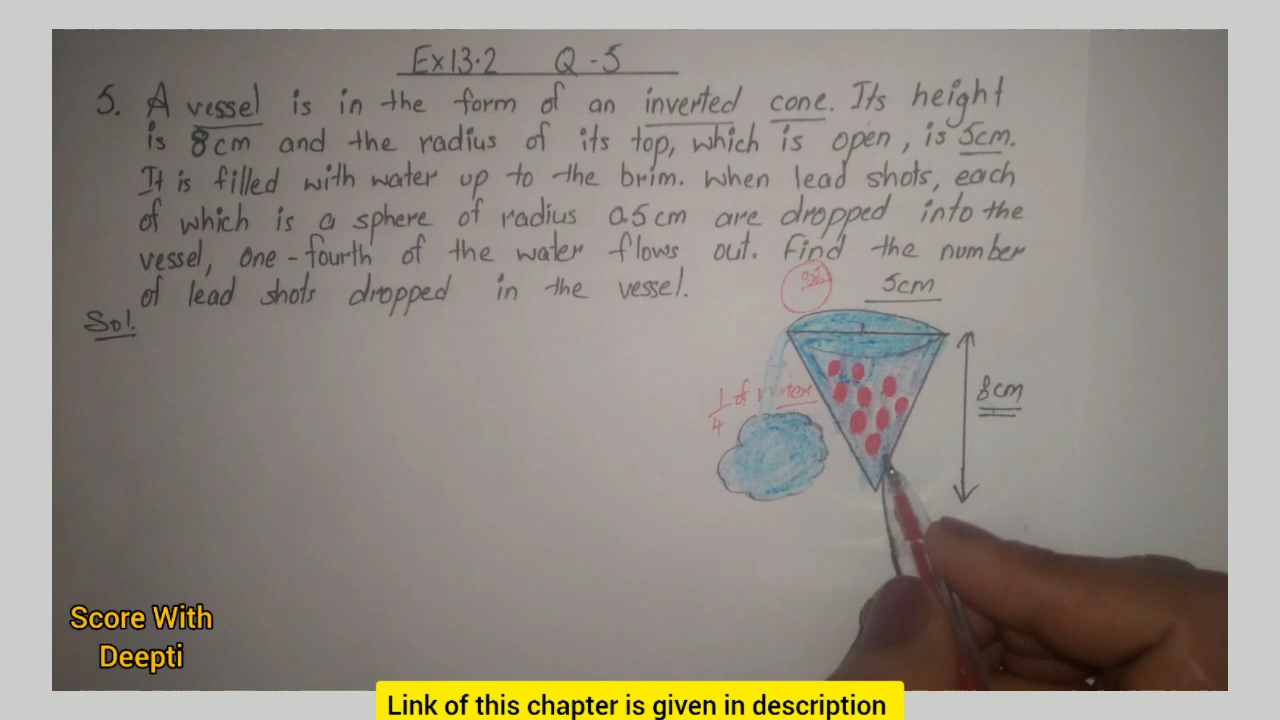 Ex 13.2 Q-5
5. A vessel is in the form of an inverted cone. Its height
is 8cm and the radius of its top, which is open, is 5cm.
It is filled with water up to the brim. When lead shots, each
of which is a sphere of radius 0.5cm are dropped into the
vessel, one-fourth of the water flows out. Find the number
of lead shots dropped in the vessel.
Sol.
5cm
8cm
1/4 of water
Score With
Deepti
Link of this chapter is given in description